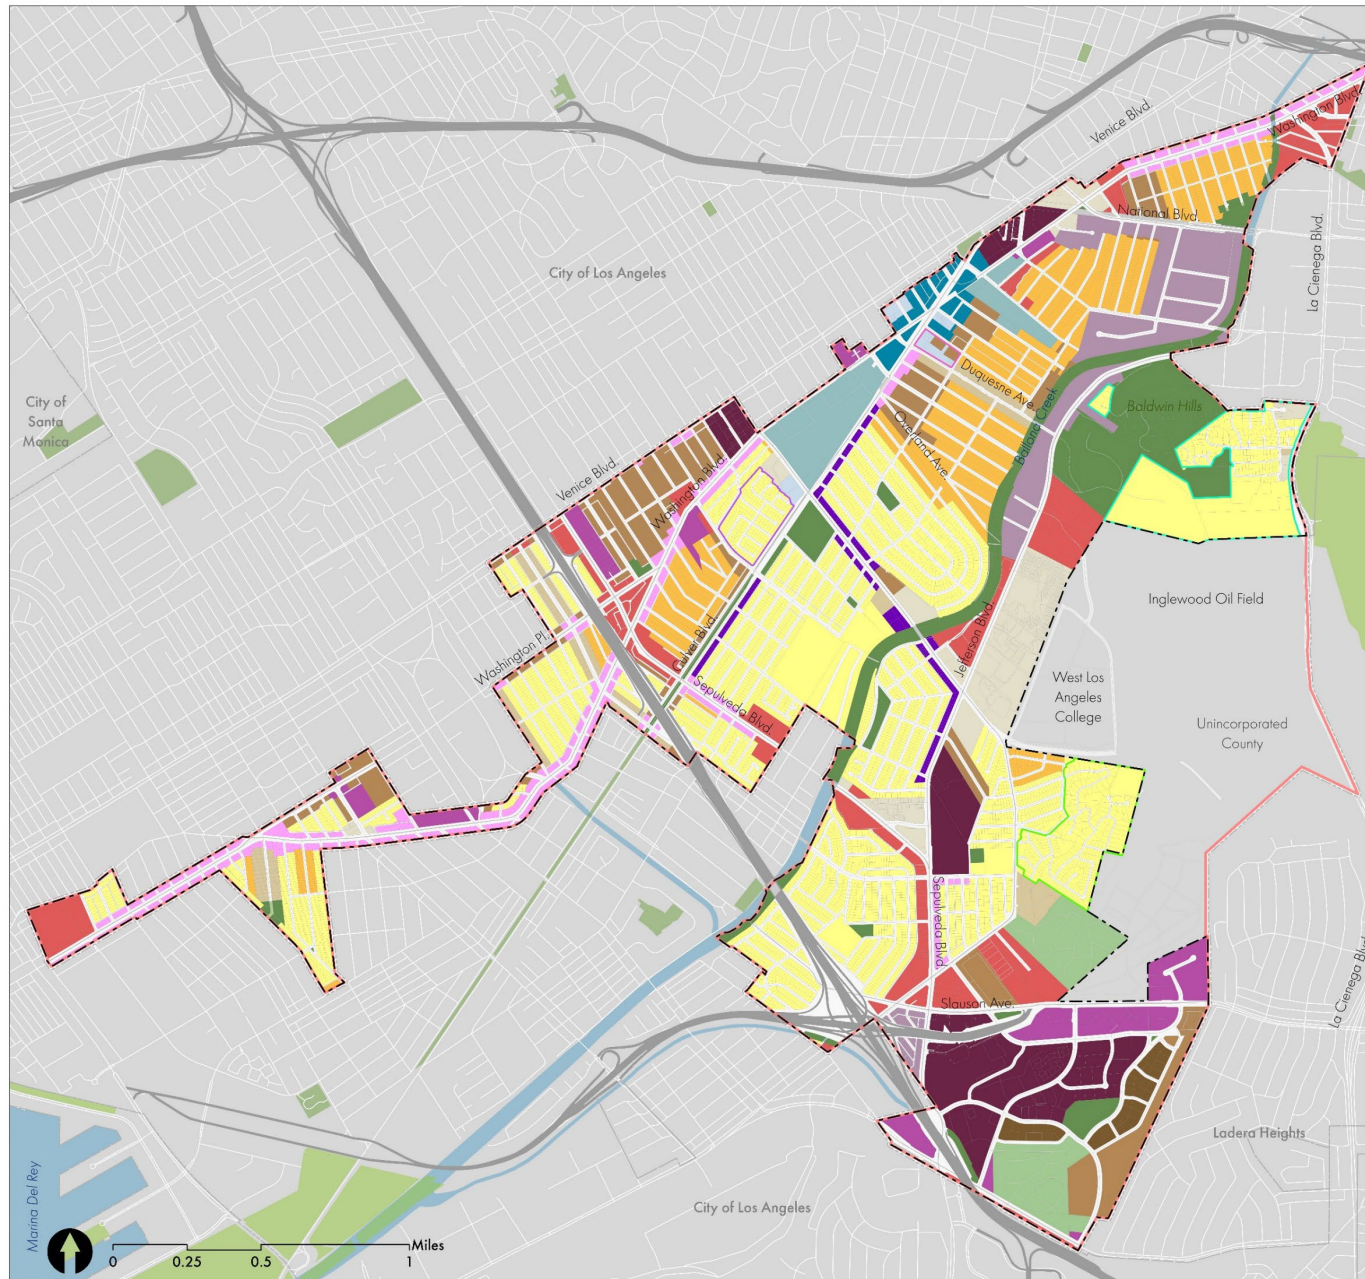 Venice Blvd.
Washington Blvd.
National Blvd.
La Cienega Blvd.
City of Los Angeles
Duquesne Ave.
Ballona Creek
Baldwin Hills
City of
Santa
Monica
Overland Ave.
Venice Blvd.
Washington Blvd.
Inglewood Oil Field
Culver Blvd.
Jefferson Blvd.
Washington Pl.
Sepulveda Blvd.
West Los
Angeles
College
Unincorporated
County
Sepulveda Blvd.
La Cienega Blvd.
Slauson Ave.
Ladera Heights
City of Los Angeles
Marina Del Rey
Miles
0
0.25
0.5
1